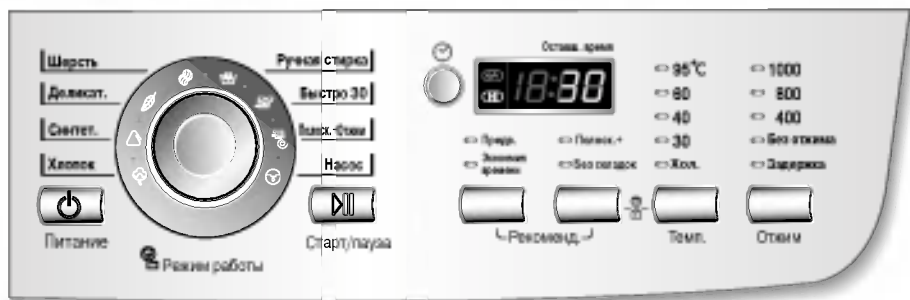 Шерсть
Деликат.
Синтет.
Хлопок
Ручная стирка
Быстро 30
Полоск.-Отжим
Насос
Питание
Режим работы
Старт/пауза
Остав. время
18:30
Предв.
Экономия
времени
Полоск.+
Без складок
Рекоменд.
95°C
60
40
30
Хол.
Темп.
1000
800
400
Без отжима
Задержка
Отжим